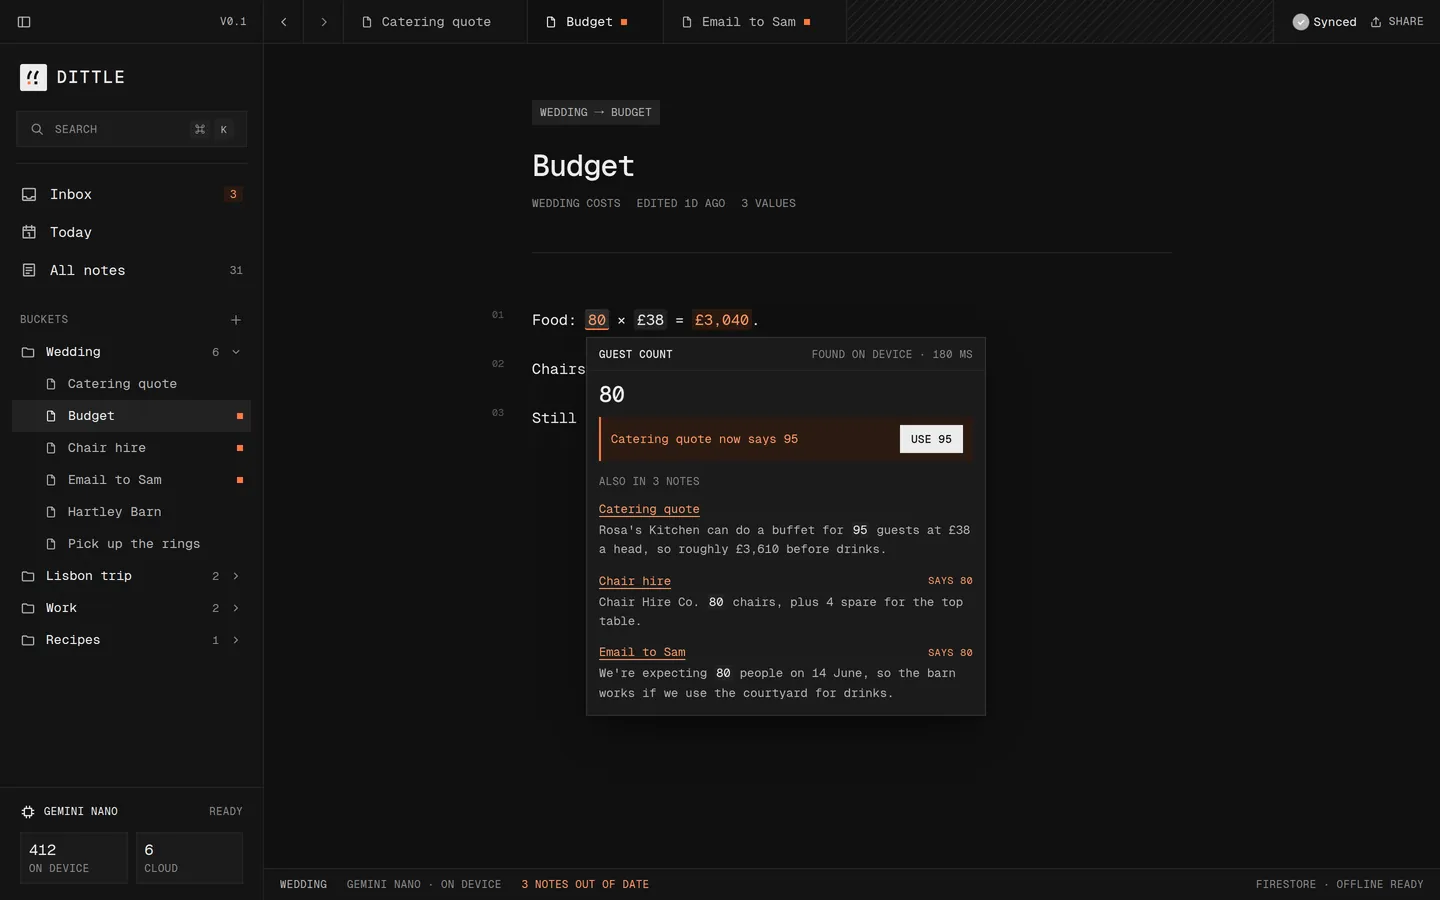 V0.1
Catering quote
Budget
Email to Sam
Synced
SHARE
DITTLE
SEARCH ⌘ K
Inbox 3
Today
All notes 31
BUCKETS
Wedding 6
Catering quote
Budget
Chair hire
Email to Sam
Hartley Barn
Pick up the rings
Lisbon trip 2
Work 2
Recipes 1
GEMINI NANO READY
412 6
ON DEVICE CLOUD
WEDDING → BUDGET
Budget
WEDDING COSTS EDITED 1D AGO 3 VALUES
01 Food: 80 × £38 = £3,040.
02 Chairs
03 Still
GUEST COUNT FOUND ON DEVICE · 180 MS
80
Catering quote now says 95 USE 95
ALSO IN 3 NOTES
Catering quote
Rosa's Kitchen can do a buffet for 95 guests at £38
a head, so roughly £3,610 before drinks.
Chair hire SAYS 80
Chair Hire Co. 80 chairs, plus 4 spare for the top
table.
Email to Sam SAYS 80
We're expecting 80 people on 14 June, so the barn
works if we use the courtyard for drinks.
WEDDING GEMINI NANO · ON DEVICE 3 NOTES OUT OF DATE FIRESTORE · OFFLINE READY